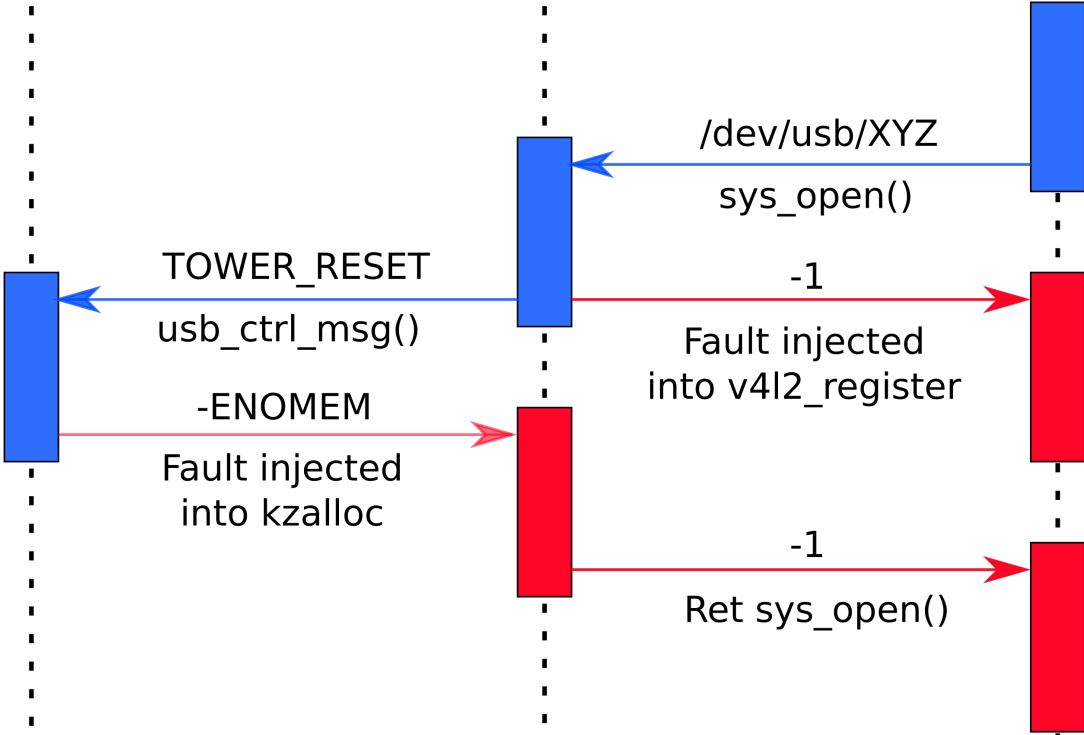 /dev/usb/XYZ
sys_open()
TOWER_RESET
usb_ctrl_msg()
-1
Fault injected
into v4l2_register
-ENOMEM
Fault injected
into kzalloc
-1
Ret sys_open()